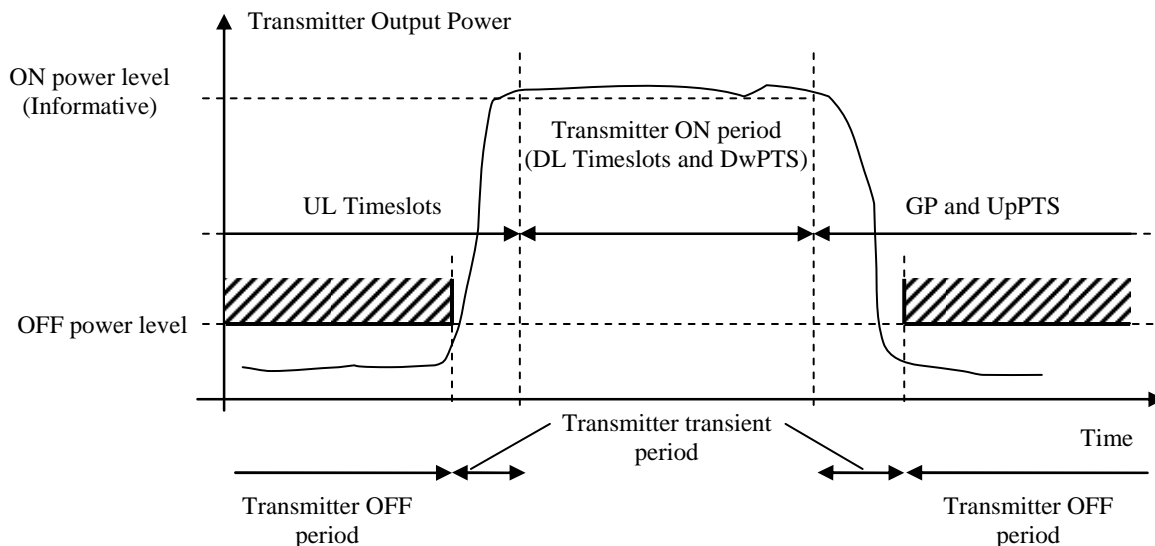 Transmitter Output Power
ON power level
(Informative)
Transmitter ON period
(DL Timeslots and DwPTS)
UL Timeslots
GP and UpPTS
OFF power level
Transmitter transient
period
Time
Transmitter OFF
period
Transmitter OFF
period